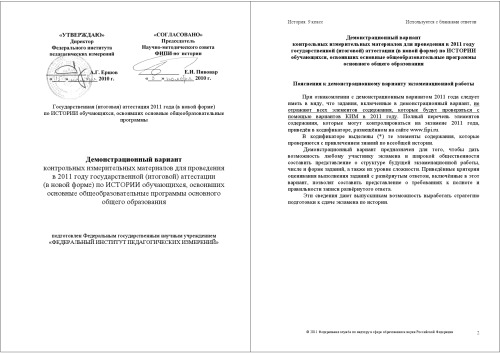 «УТВЕРЖДАЮ»
Директор
Федерального института
педагогических измерений
А.Г. Ершов
2010 г.
«СОГЛАСОВАНО»
Председатель
Научно-методического совета
ФИПИ по истории
Е.И. Пивовар
2010 г.
Государственная (итоговая) аттестация 2011 года (в новой форме)
по ИСТОРИИ обучающихся, освоивших основные общеобразовательные
программы
Демонстрационный вариант
контрольных измерительных материалов для проведения
в 2011 году государственной (итоговой) аттестации
(в новой форме) по ИСТОРИИ обучающихся, освоивших
основные общеобразовательные программы основного
общего образования
подготовлен Федеральным государственным научным учреждением
«ФЕДЕРАЛЬНЫЙ ИНСТИТУТ ПЕДАГОГИЧЕСКИХ ИЗМЕРЕНИЙ»
История. 9 класс
Используется с бланками ответов
Демонстрационный вариант
контрольных измерительных материалов для проведения в 2011 году
государственной (итоговой) аттестации (в новой форме) по ИСТОРИИ
обучающихся, освоивших основные общеобразовательные программы
основного общего образования
Пояснения к демонстрационному варианту экзаменационной работы
При ознакомлении с демонстрационным вариантом 2011 года следует
иметь в виду, что задания, включенные в демонстрационный вариант, не
отражают всех элементов содержания, которые будут проверяться с
помощью вариантов КИМ в 2011 году. Полный перечень элементов
содержания, которые могут контролироваться на экзамене 2011 года,
приведён в кодификаторе, размещённом на сайте www.fipi.ru.
В кодификаторе выделены (*) те элементы содержания, которые
проверяются с привлечением знаний по всеобщей истории.
Демонстрационный вариант предназначен для того, чтобы дать
возможность любому участнику экзамена и широкой общественности
составить представление о структуре будущей экзаменационной работы,
числе и форме заданий, а также их уровне сложности. Приведённые критерии
оценивания выполнения заданий с развёрнутым ответом, включённые в этот
вариант, позволят составить представление о требованиях к полноте и
правильности записи развёрнутого ответа.
Эти сведения дают выпускникам возможность выработать стратегию
подготовки к сдаче экзамена по истории.
© 2011 Федеральная служба по надзору в сфере образования и науки Российской Федерации
2